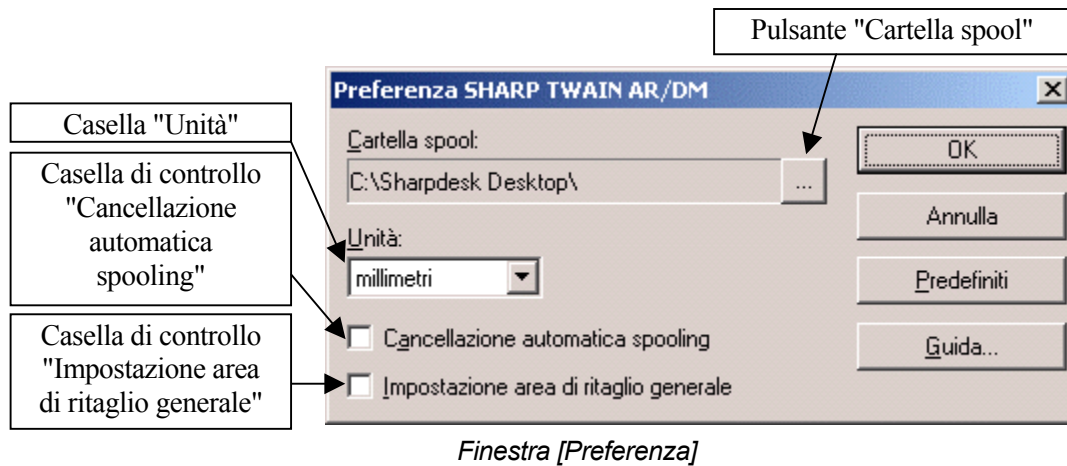 Pulsante "Cartella spool"
Preferenza SHARP TWAIN AR/DM
Casella "Unità"
Cartella spool:
OK
Casella di controllo
"Cancellazione
automatica
spooling"
C:\Sharpdesk Desktop\
...
Annulla
Unità:
millimetri
Predefiniti
Casella di controllo
"Impostazione area
di ritaglio generale"
Cancellazione automatica spooling
Guida...
Impostazione area di ritaglio generale
Finestra [Preferenza]